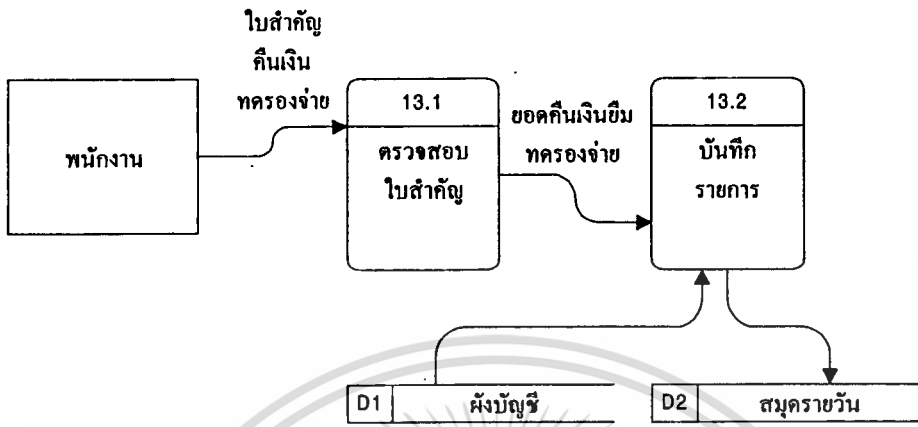 ใบสำคัญ
คืนเงิน
ทดรองจ่าย
พนักงาน
13.1
ตรวจสอบ
ใบสำคัญ
ยอดคืนเงินยืม
ทดรองจ่าย
13.2
บันทึก
รายการ
D1 ผังบัญชี
D2 สมุดรายวัน